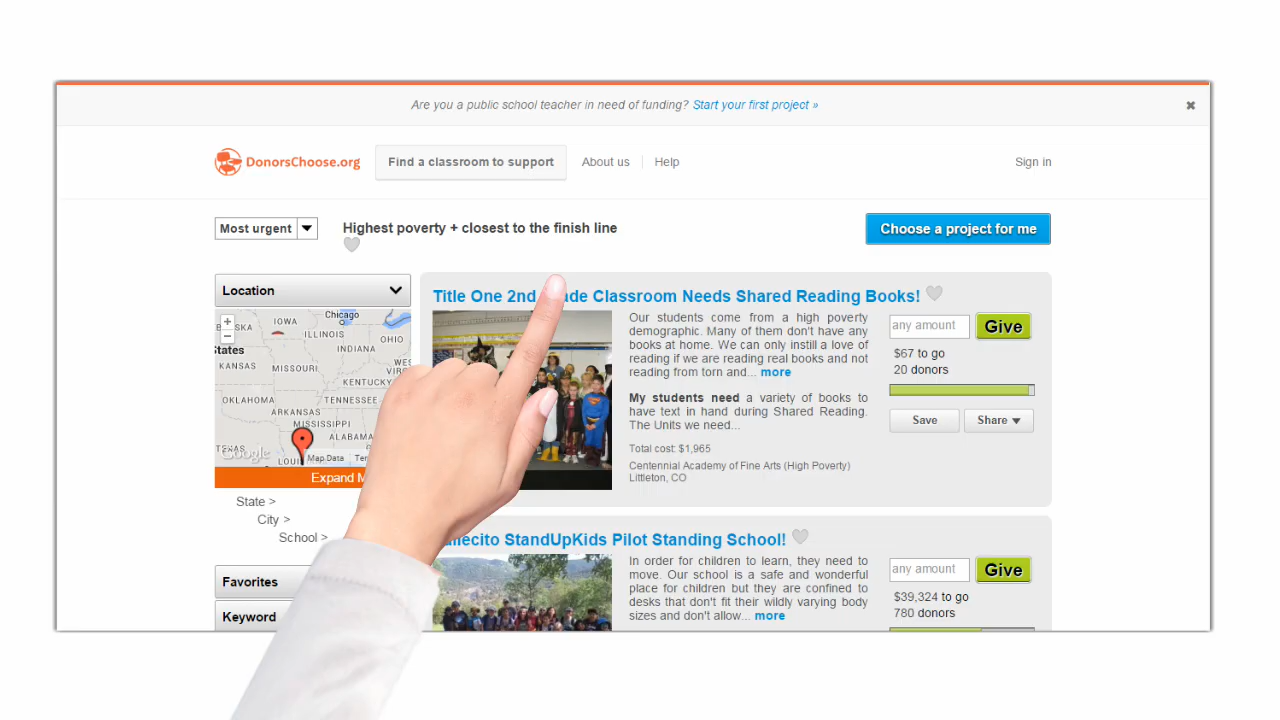 Are you a public school teacher in need of funding? Start your first project »
DonorsChoose.org
Find a classroom to support
About us
Help
Sign in
Most urgent
Highest poverty + closest to the finish line
Choose a project for me
Location
Title One 2nd Classroom Needs Shared Reading Books!
Our students come from a high poverty
demographic. Many of them don't have any
books at home. We can only instill a love of
reading if we are reading real books and not
reading from torn and... more
My students need a variety of books to
have text in hand during Shared Reading.
The Units we need...
Total cost: $1,965
Centennial Academy of Fine Arts (High Poverty)
Littleton, CO
any amount
Give
$67 to go
20 donors
Save
Share
Chicago
IOWA
ILLINOIS
OHIO
INDIANA
States
KANSAS
MISSOURI
KENTUCKY
OKLAHOMA
TENNESSEE
ARKANSAS
MISSISSIPPI
ALABAMA
Google
Map Data
Expand
State >
City >
School >
Favorites
Keyword
StandUpKids Pilot Standing School!
In order for children to learn, they need to
move. Our school is a safe and wonderful
place for children but they are confined to
desks that don't fit their wildly varying body
sizes and don't allow... more
any amount
Give
$39,324 to go
780 donors